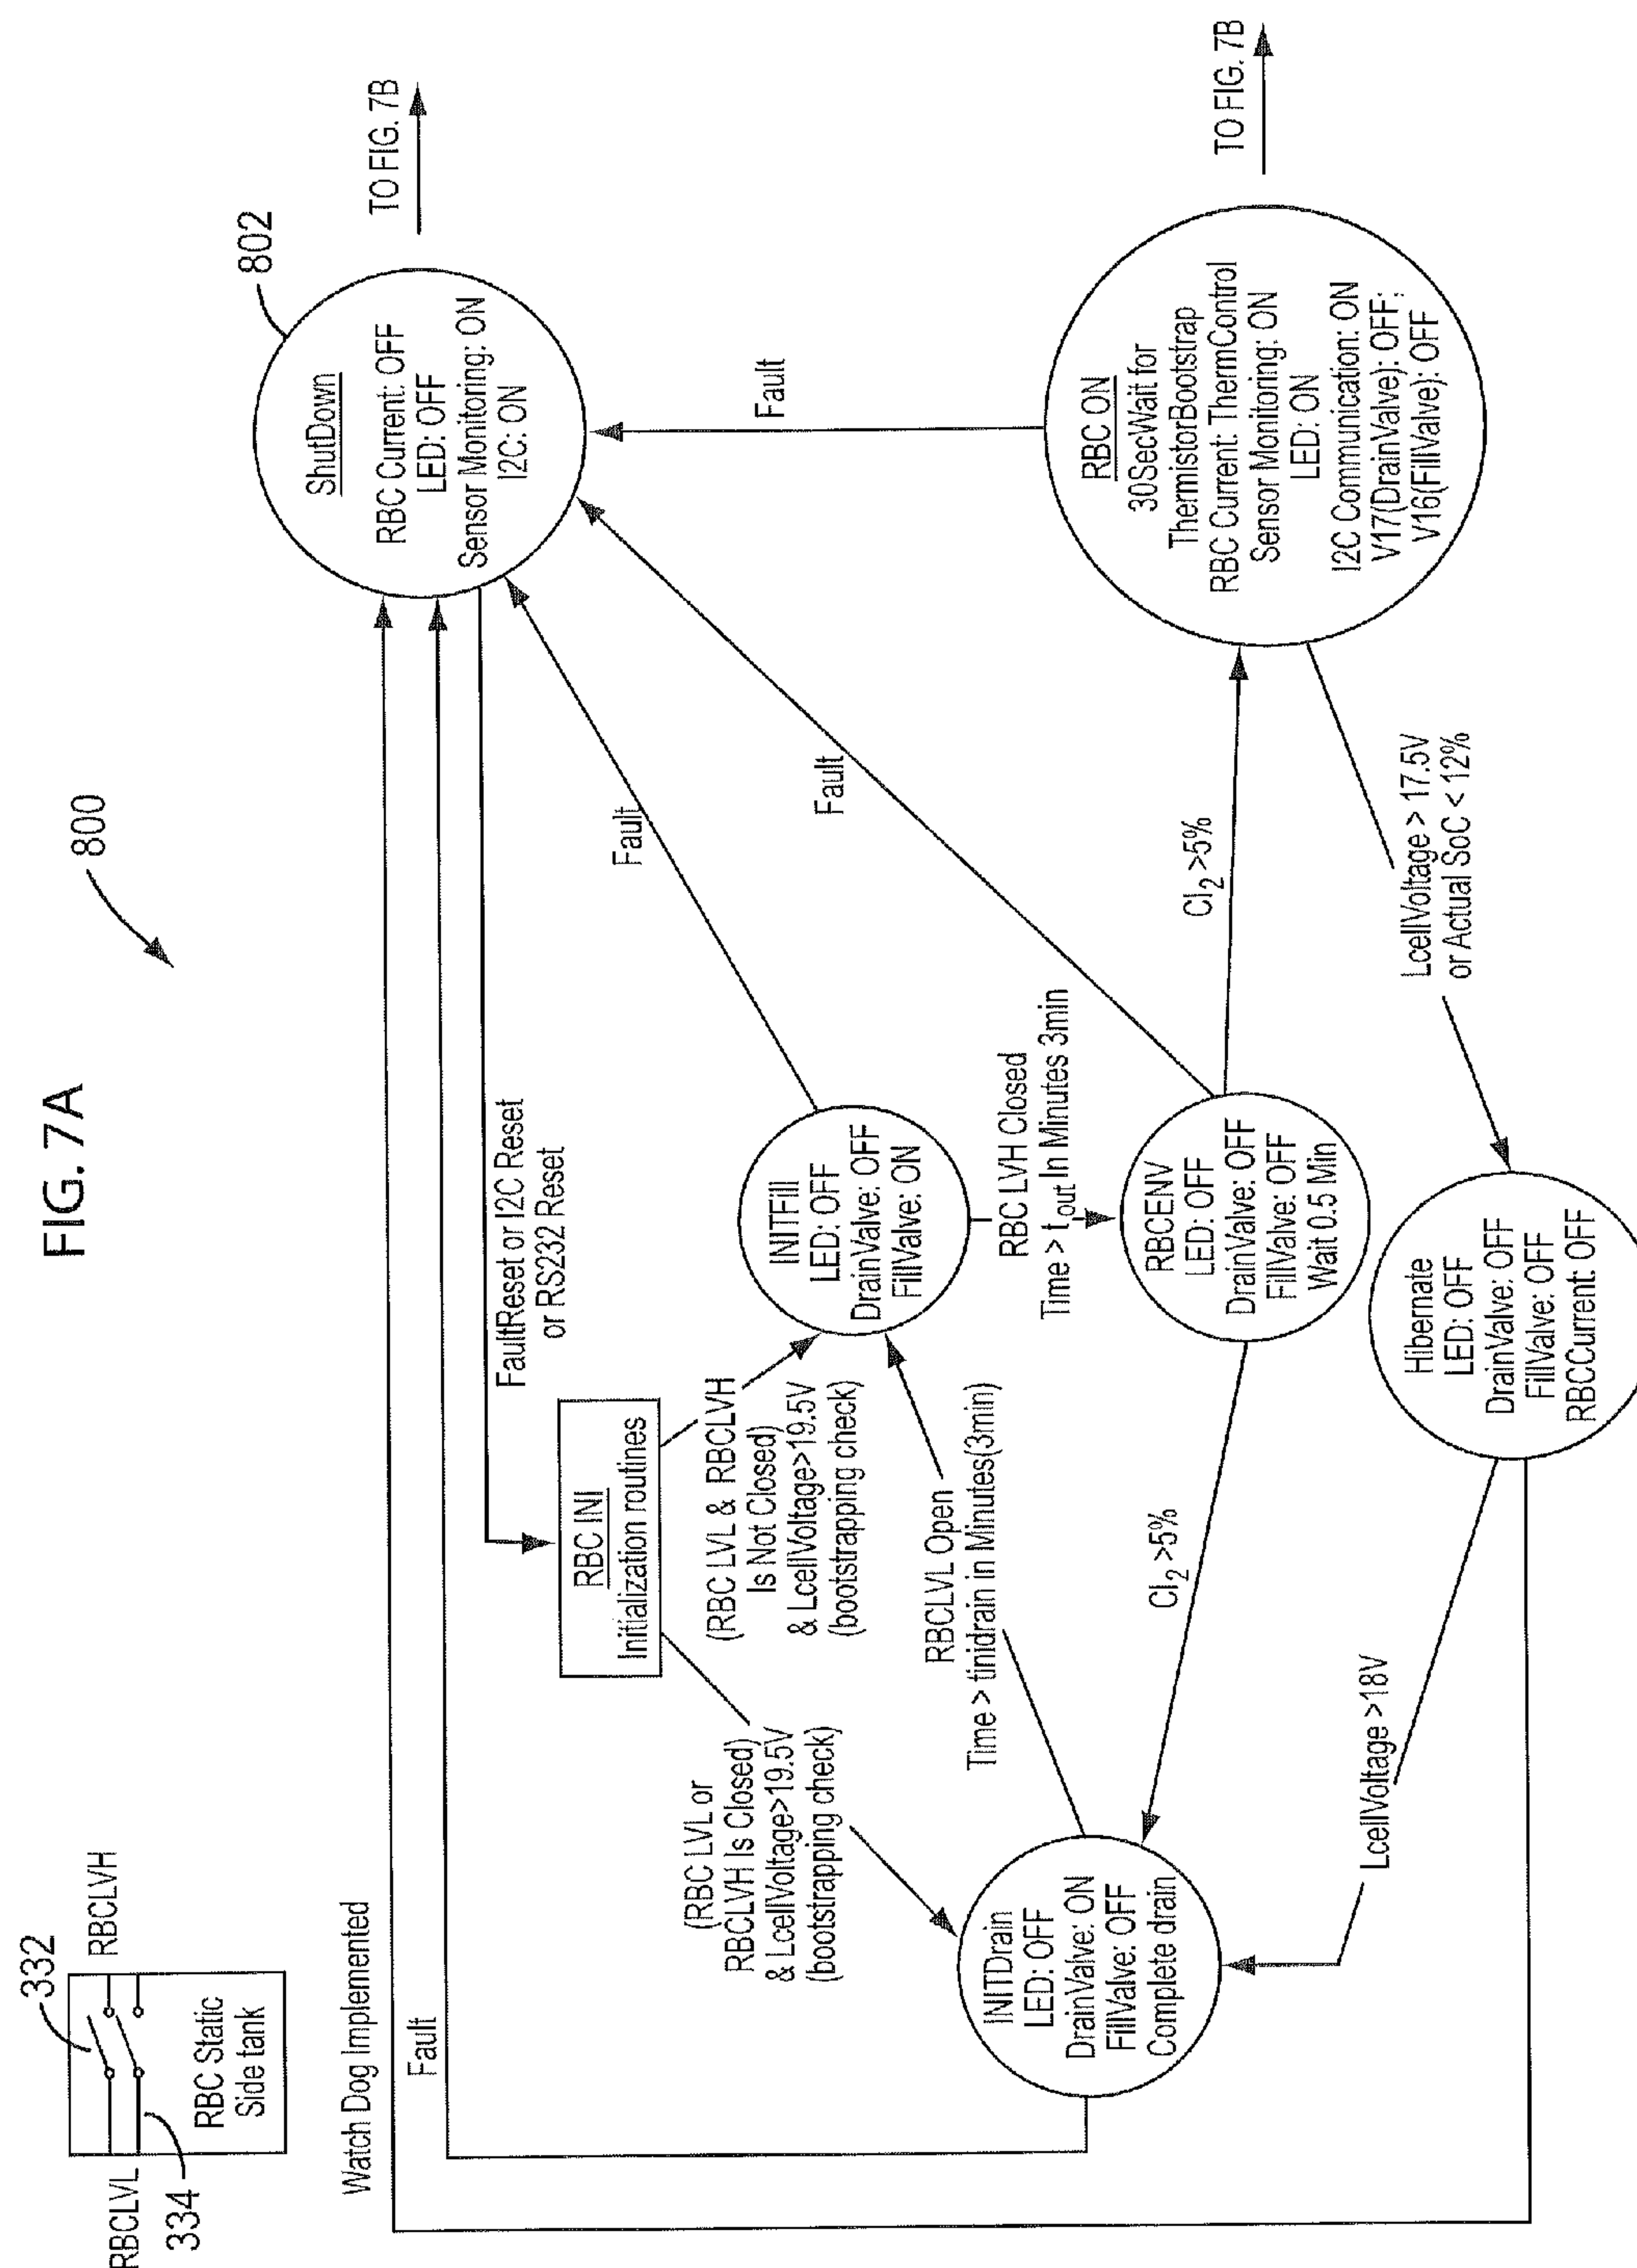 FIG. 7A
800
RBCLVL
334
332
RBCLVH
RBC Static
Side tank
Watch Dog Implemented
Fault
FaultReset or I2C Reset
or RS232 Reset
ShutDown
RBC Current: OFF
LED: OFF
Sensor Monitoring: ON
I2C: ON
802
TO FIG. 7B
RBC INI
Initialization routines
(RBC LVL or
RBCLVH Is Closed)
& LcellVoltage>19.5V
(bootstrapping check)
(RBC LVL & RBCLVH
Is Not Closed)
& LcellVoltage>19.5V
(bootstrapping check)
INITFill
LED: OFF
DrainValve: OFF
FillValve: ON
Fault
Fault
Fault
RBCLVL Open
Time > tinidrain in Minutes(3min)
RBC LVH Closed
Time > tout In Minutes 3min
INITDrain
LED: OFF
DrainValve: ON
FillValve: OFF
Complete drain
Cl2 >5%
RBCENV
LED: OFF
DrainValve: OFF
FillValve: OFF
Wait 0.5 Min
Cl2 >5%
RBC ON
30SecWait for
ThermistorBootstrap
RBC Current: ThermControl
Sensor Monitoring: ON
LED: ON
I2C Communication: ON
V17(DrainValve): OFF;
V16(FillValve): OFF
TO FIG. 7B
LcellVoltage >18V
Hibernate
LED: OFF
DrainValve: OFF
FillValve: OFF
RBCCurrent: OFF
LcellVoltage > 17.5V
or Actual SoC < 12%